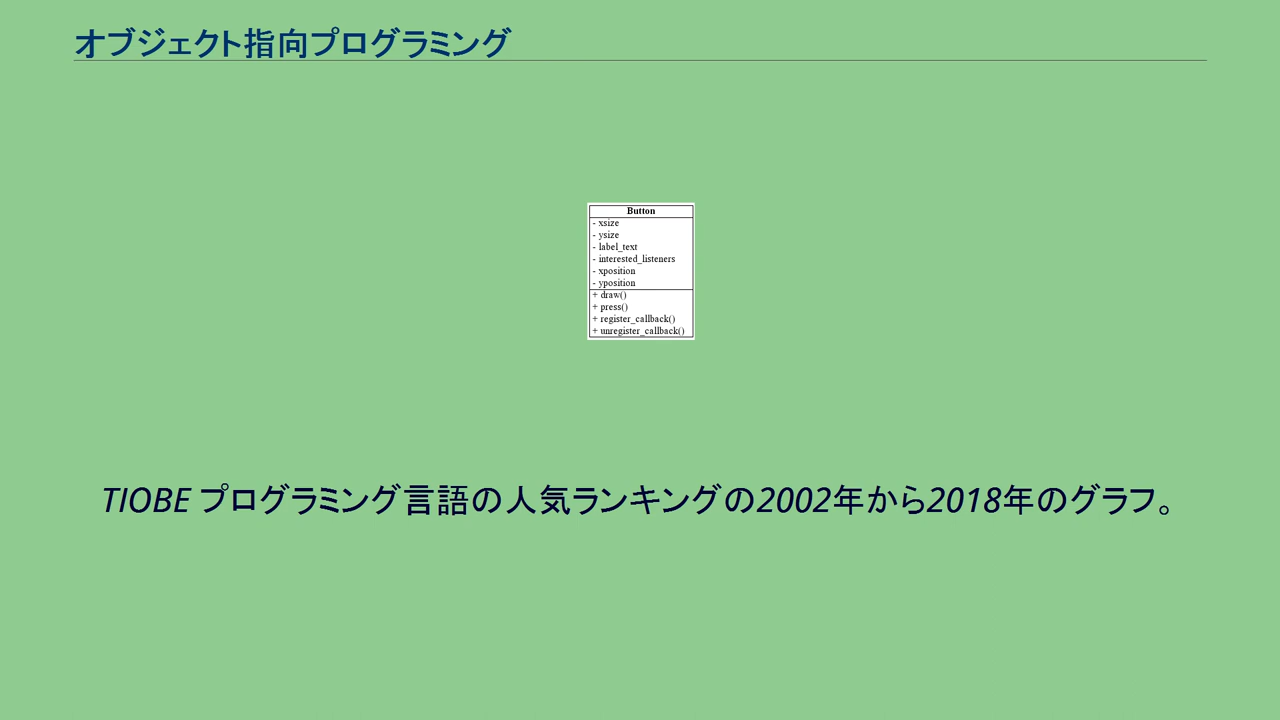 オブジェクト指向プログラミング
Button
- xsize
- ysize
- label_text
- interested_listeners
- xposition
- yposition
+ draw()
+ press()
+ register_callback()
+ unregister_callback()
TIOBE プログラミング言語の人気ランキングの2002年から2018年のグラフ。